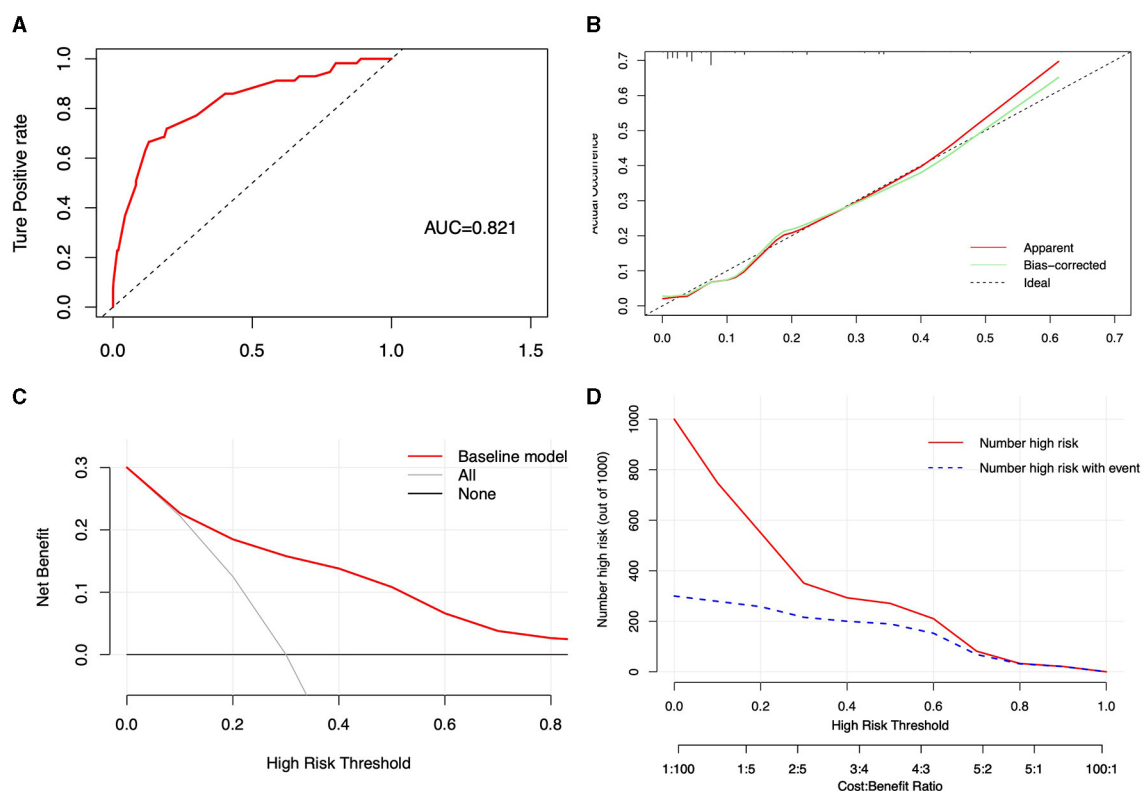 A
Ture Positive rate
1.0
0.8
0.6
0.4
0.2
0.0
AUC=0.821
0.0 0.5 1.0 1.5
B
0.7
0.6
0.5
0.4
0.3
0.2
0.1
0.0
Apparent
Bias-corrected
Ideal
0.0 0.1 0.2 0.3 0.4 0.5 0.6 0.7
C
Net Benefit
0.3
0.2
0.1
0.0
Baseline model
All
None
0.0 0.2 0.4 0.6 0.8
High Risk Threshold
D
Number high risk (out of 1000)
1000
800
600
400
200
0
Number high risk
Number high risk with event
0.0 0.2 0.4 0.6 0.8 1.0
High Risk Threshold
1:100 1:5 2:5 3:4 4:3 5:2 5:1 100:1
Cost:Benefit Ratio